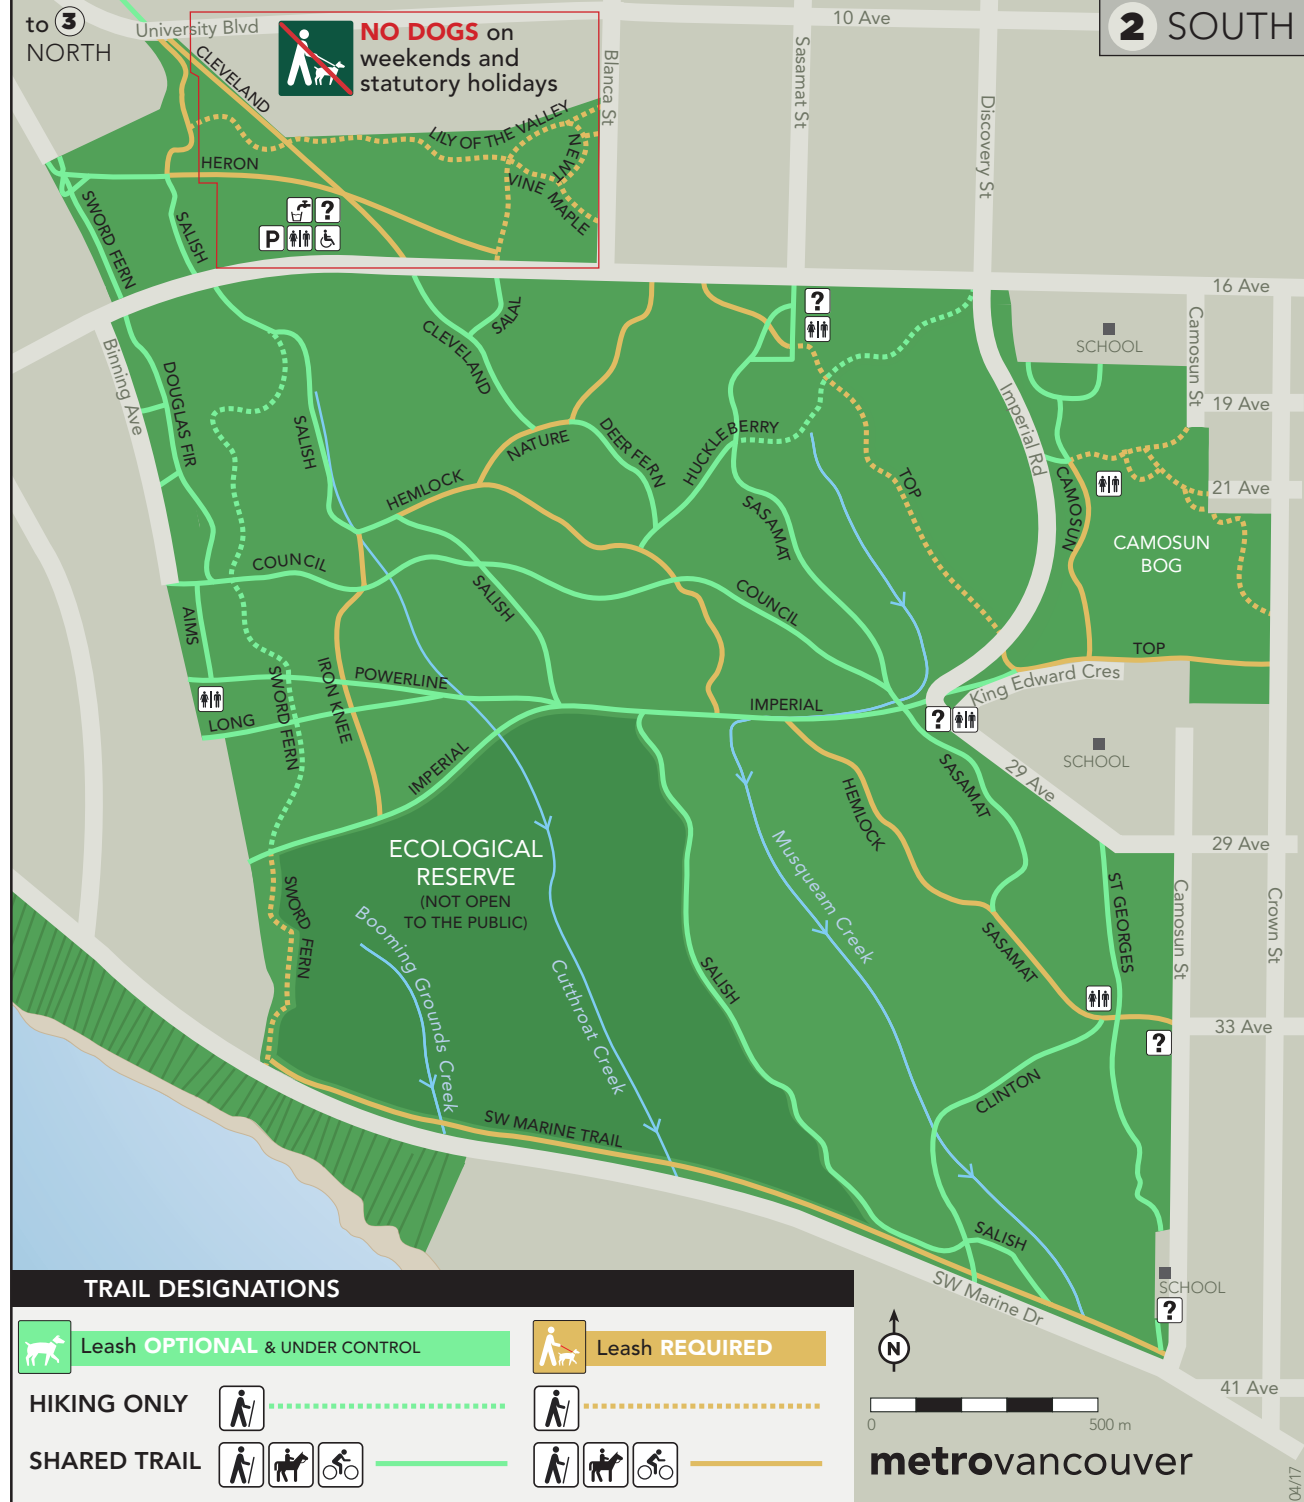 to 3
NORTH
University Blvd
10 Ave
2 SOUTH
NO DOGS on
weekends and
statutory holidays
CLEVELAND
Blanca St
Sasamat St
Discovery St
LILY OF THE VALLEY
NEWT
HERON
VINE MAPLE
SWORD FERN
SALISH
?
P
16 Ave
SALAL
?
CLEVELAND
SCHOOL
Camosun St
Binning Ave
DOUGLAS FIR
19 Ave
Imperial Rd
SALISH
NATURE
DEER FERN
HUCKLEBERRY
HEMLOCK
TOP
CAMOSUN
21 Ave
SASAMAT
CAMOSUN
BOG
COUNCIL
SALISH
COUNCIL
AIMS
TOP
IRON KNEE
POWERLINE
SWORD FERN
King Edward Cres
IMPERIAL
?
LONG
IMPERIAL
SCHOOL
29 Ave
SASAMAT
HEMLOCK
ECOLOGICAL
RESERVE
(NOT OPEN
TO THE PUBLIC)
29 Ave
Musqueam Creek
SWORD FERN
ST GEORGES
Camosun St
Crown St
Booming Grounds Creek
Cutthroat Creek
SALISH
SASAMAT
33 Ave
?
CLINTON
SW MARINE TRAIL
SALISH
SW Marine Dr
SCHOOL
?
TRAIL DESIGNATIONS
Leash OPTIONAL & UNDER CONTROL
Leash REQUIRED
HIKING ONLY
SHARED TRAIL
N
41 Ave
0 500 m
metrovancouver
04/17